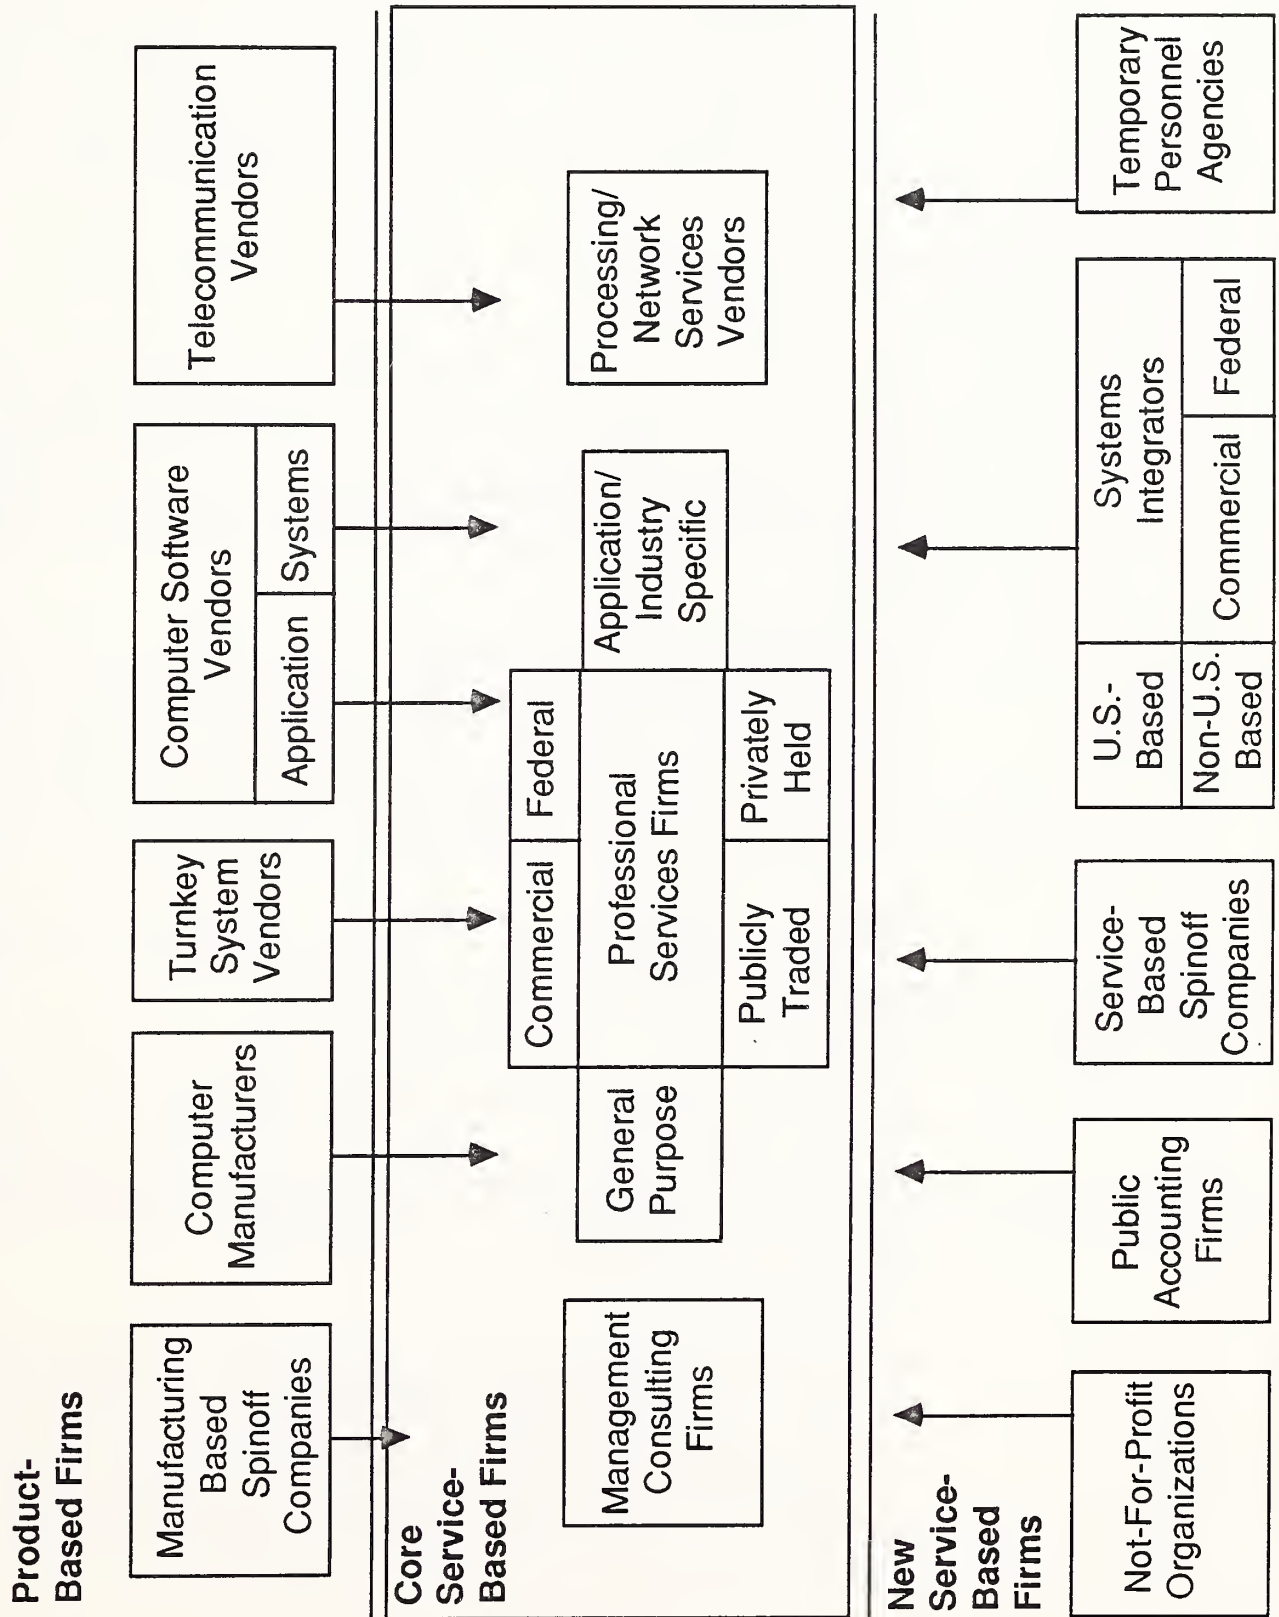 Product-
Based Firms
Manufacturing
Based
Spinoff
Companies
Computer
Manufacturers
Turnkey
System
Vendors
Computer Software
Vendors
Application
Systems
Telecommunication
Vendors
Core
Service-
Based Firms
Management
Consulting
Firms
General
Purpose
Commercial
Federal
Professional
Services Firms
Publicly
Traded
Privately
Held
Application/
Industry
Specific
Processing/
Network
Services
Vendors
New
Service-
Based
Firms
Not-For-Profit
Organizations
Public
Accounting
Firms
Service-
Based
Spinoff
Companies
U.S.-
Based
Non-U.S.
Based
Systems
Integrators
Commercial
Federal
Temporary
Personnel
Agencies